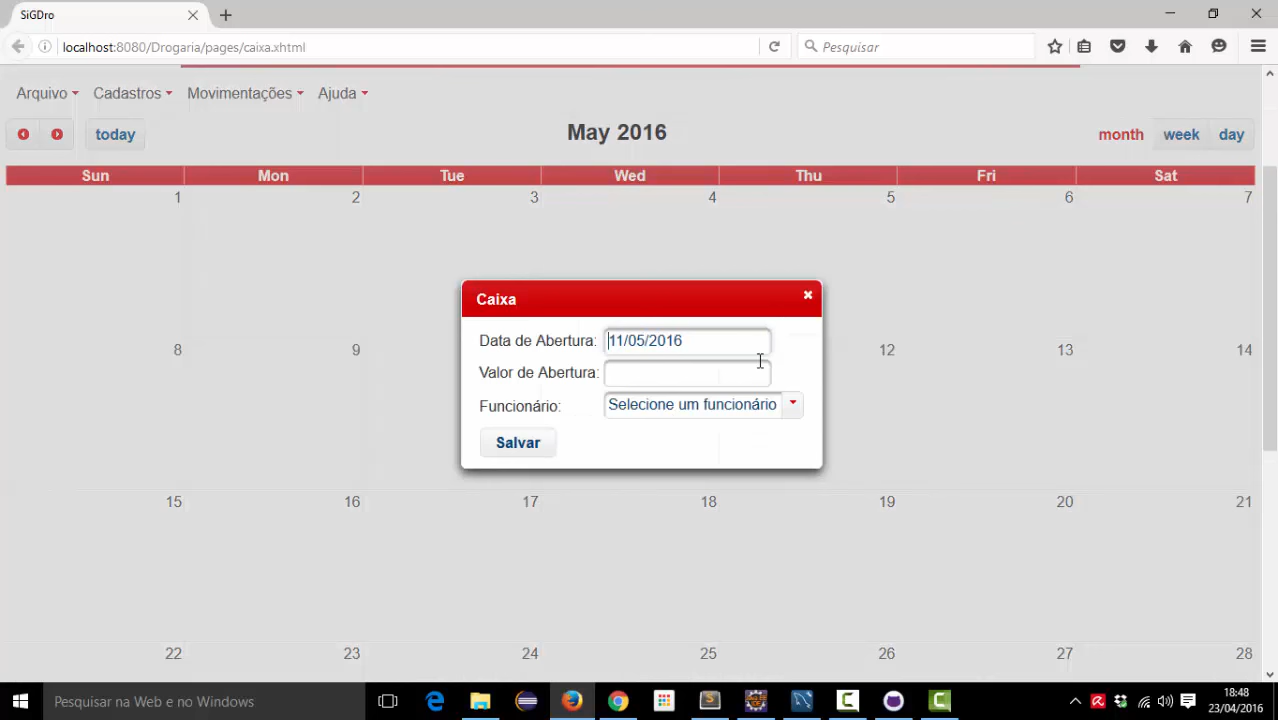 SiGDro
localhost:8080/Drogaria/pages/caixa.xhtml
Pesquisar
Arquivo Cadastros Movimentações Ajuda
today May 2016 month week day
Sun Mon Tue Wed Thu Fri Sat
1 2 3 4 5 6 7
Caixa
Data de Abertura: 11/05/2016
Valor de Abertura:
Funcionário: Selecione um funcionário
Salvar
8 9 12 13 14
15 16 17 18 19 20 21
22 23 24 25 26 27 28
Pesquisar na Web e no Windows
18:48
23/04/2016